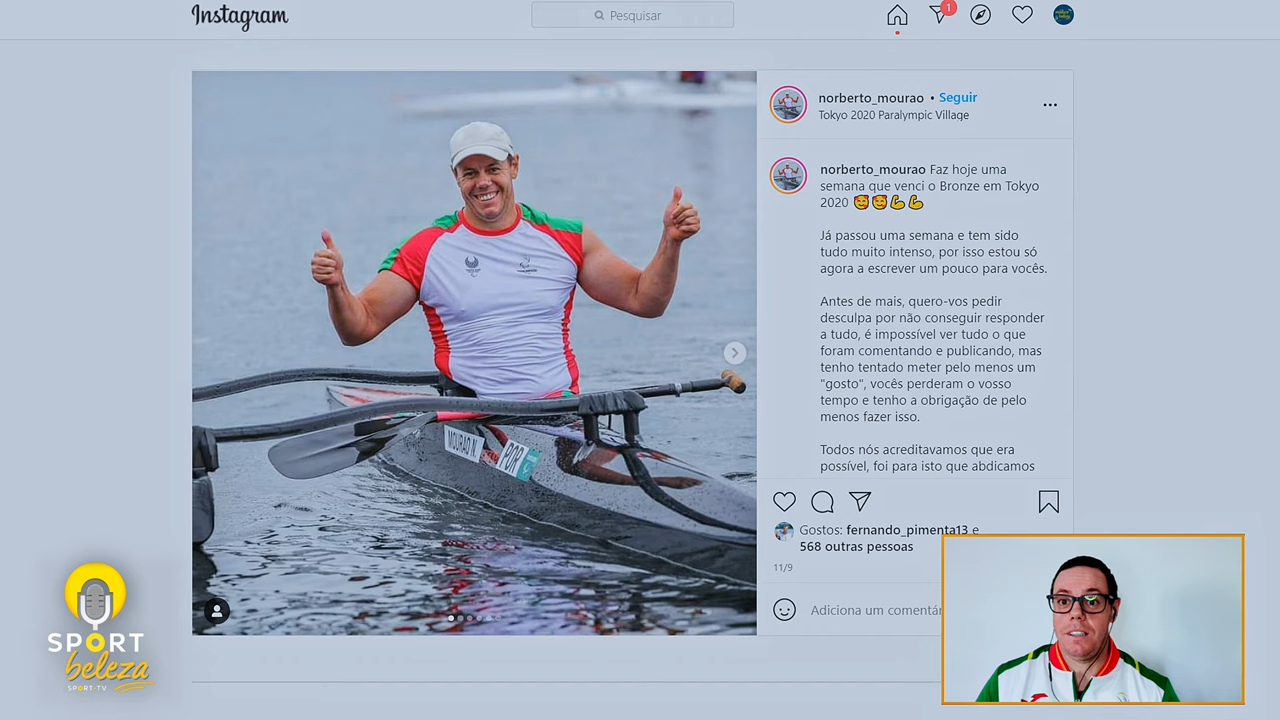 Instagram
Pesquisar
1
norberto_mourao • Seguir
Tokyo 2020 Paralympic Village
norberto_mourao Faz hoje uma
semana que venci o Bronze em Tokyo
2020 🥰🥰💪💪
Já passou uma semana e tem sido
tudo muito intenso, por isso estou só
agora a escrever um pouco para vocês.
Antes de mais, quero-vos pedir
desculpa por não conseguir responder
a tudo, é impossível ver tudo o que
foram comentando e publicando, mas
tenho tentado meter pelo menos um
"gosto", vocês perderam o vosso
tempo e tenho a obrigação de pelo
menos fazer isso.
Todos nós acreditavamos que era
possível, foi para isto que abdicamos
MOURAO N.
POR
Gostos: fernando_pimenta13 e
568 outras pessoas
11/9
Adiciona um comentár
SPORT
beleza
SPORT•TV